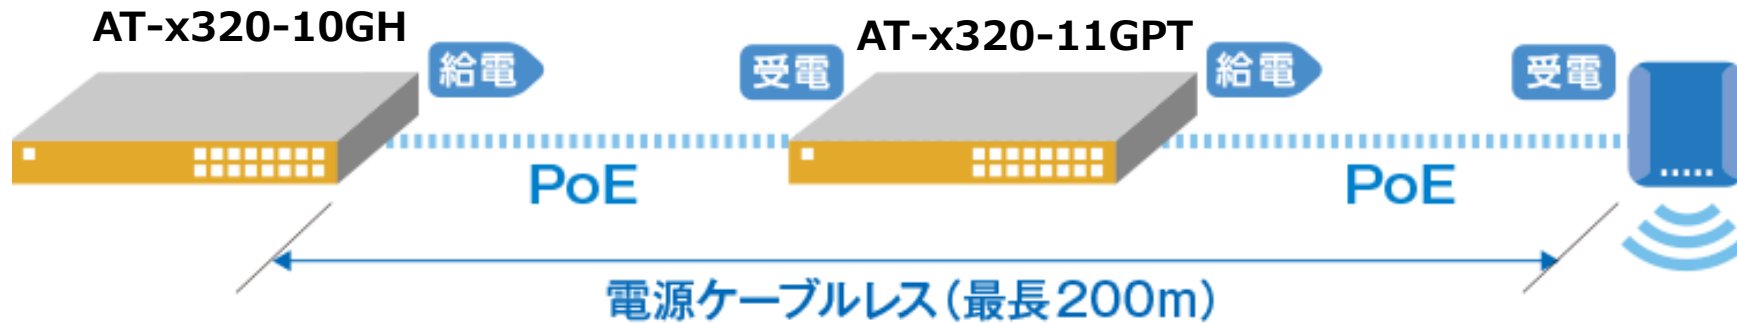 AT-x320-10GH
給電
受電
AT-x320-11GPT
給電
受電
PoE
PoE
電源ケーブルレス（最長200m）